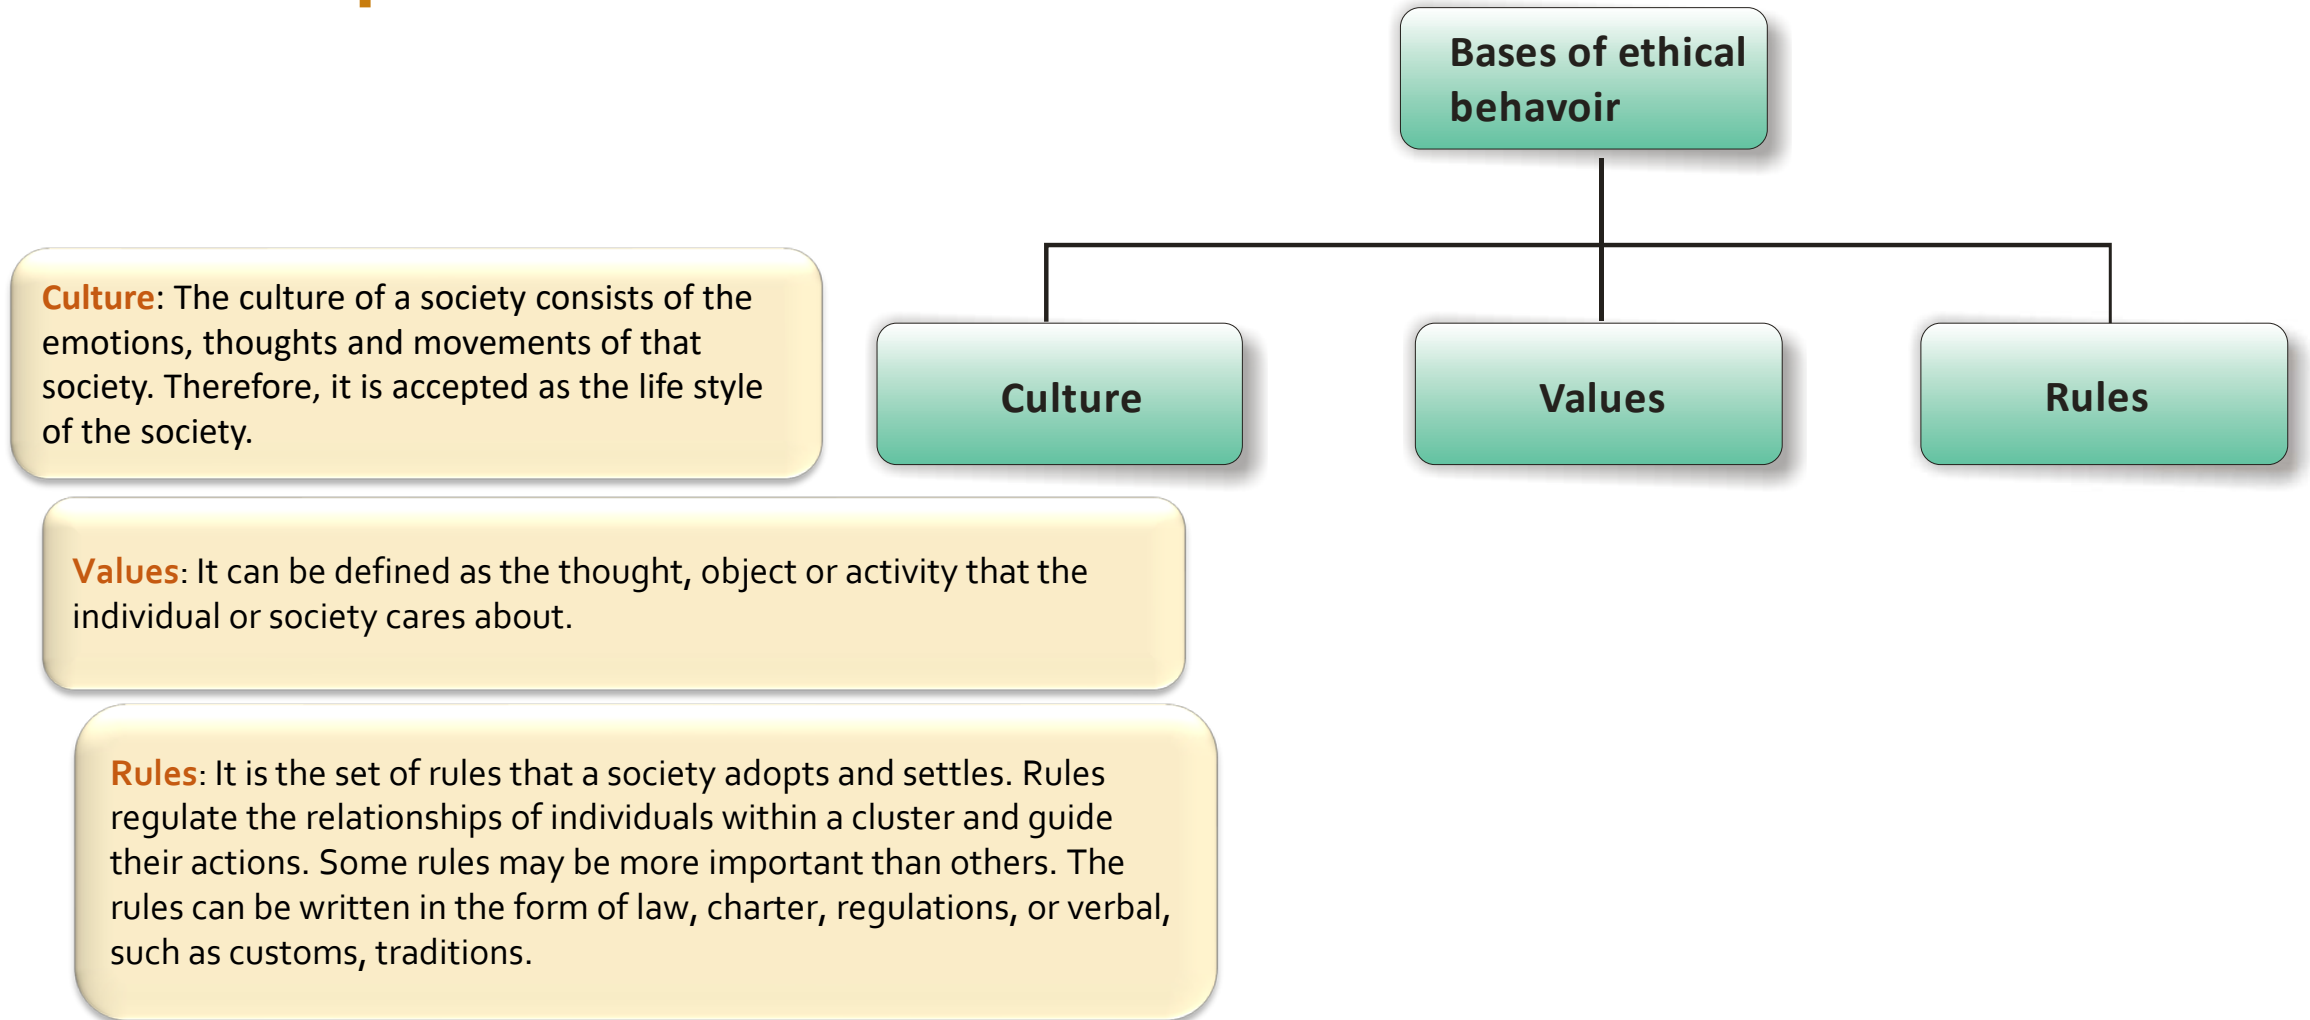 Bases of ethical
behavoir
Culture
Values
Rules
Culture: The culture of a society consists of the
emotions, thoughts and movements of that
society. Therefore, it is accepted as the life style
of the society.
Values: It can be defined as the thought, object or activity that the
individual or society cares about.
Rules: It is the set of rules that a society adopts and settles. Rules
regulate the relationships of individuals within a cluster and guide
their actions. Some rules may be more important than others. The
rules can be written in the form of law, charter, regulations, or verbal,
such as customs, traditions.